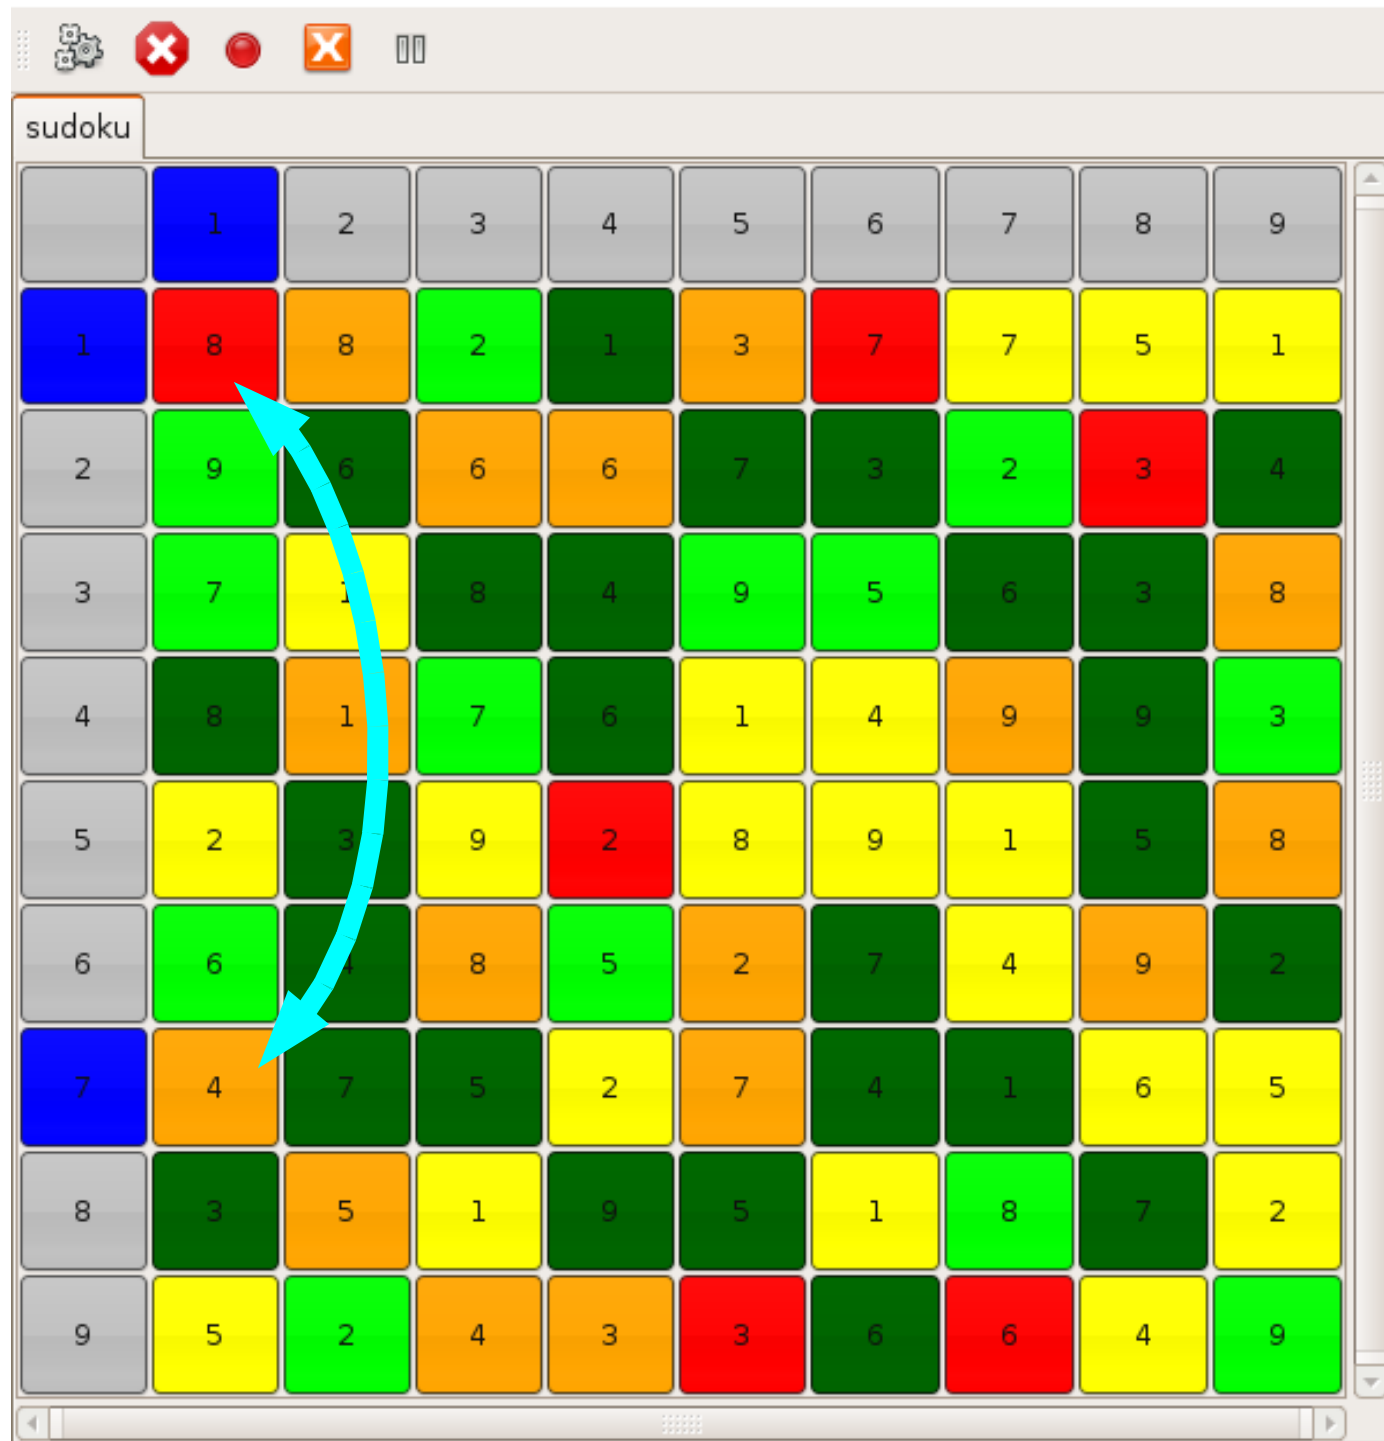 sudoku
1 2 3 4 5 6 7 8 9
1 8 8 2 1 3 7 7 5 1
2 9 6 6 6 7 3 2 3 4
3 7 1 8 4 9 5 6 3 8
4 8 1 7 6 1 4 9 9 3
5 2 3 9 2 8 9 1 5 8
6 6 4 8 5 2 7 4 9 2
7 4 7 5 2 7 4 1 6 5
8 3 5 1 9 5 1 8 7 2
9 5 2 4 3 3 6 6 4 9